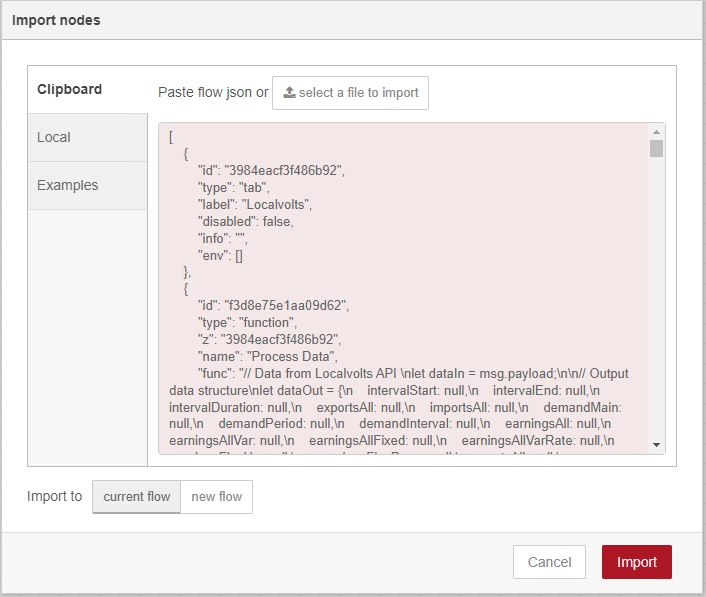 Import nodes
Clipboard
Local
Examples
Paste flow json or select a file to import
[
{
"id": "3984eacf3f486b92",
"type": "tab",
"label": "Localvolts",
"disabled": false,
"info": "",
"env": []
},
{
"id": "f3d8e75e1aa09d62",
"type": "function",
"z": "3984eacf3f486b92",
"name": "Process Data",
"func": "// Data from Localvolts API \nlet dataIn = msg.payload;\n\n// Output
data structure\nlet dataOut = {\n    intervalStart: null,\n    intervalEnd: null,\n
intervalDuration: null,\n    exportsAll: null,\n    importsAll: null,\n    demandMain:
null,\n    demandPeriod: null,\n    demandInterval: null,\n    earningsAll: null,\n
earningsAllVar: null,\n    earningsAllFixed: null,\n    earningsAllVarRate: null,\n
Import to current flow new flow
Cancel Import